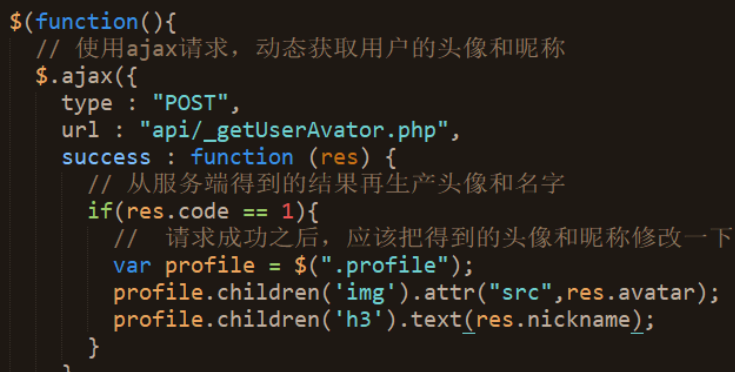 $(function(){
// 使用ajax请求，动态获取用户的头像和昵称
$.ajax({
type : "POST",
url : "api/_getUserAvator.php",
success : function (res) {
// 从服务端得到的结果再生产头像和名字
if(res.code == 1){
//  请求成功之后，应该把得到的头像和昵称修改一下
var profile = $(".profile");
profile.children('img').attr("src",res.avatar);
profile.children('h3').text(res.nickname);
}
}